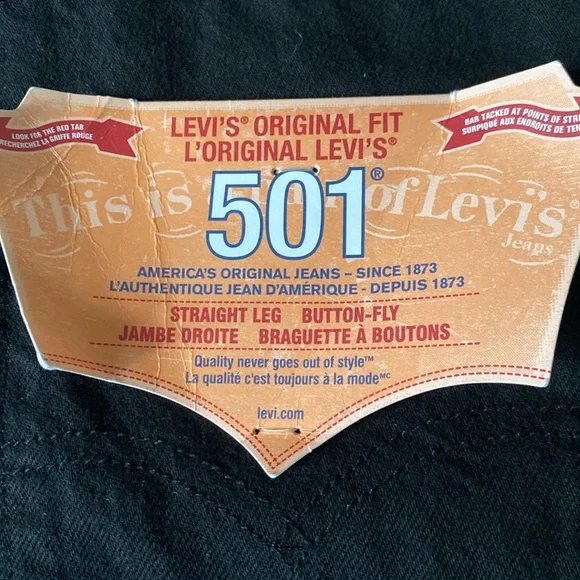 LOOK FOR THE RED TAB
RECHERCHEZ LA GRIFFE ROUGE
BAR TACKED AT POINTS OF
SURPIQUÉ AUX ENDROITS DE
LEVI'S® ORIGINAL FIT
L'ORIGINAL LEVI'S®
This is of Levi's®
Jeans
501®
AMERICA'S ORIGINAL JEANS – SINCE 1873
L'AUTHENTIQUE JEAN D'AMÉRIQUE - DEPUIS 1873
STRAIGHT LEG BUTTON-FLY
JAMBE DROITE BRAGUETTE À BOUTONS
Quality never goes out of style™
La qualité c'est toujours à la mode MC
levi.com